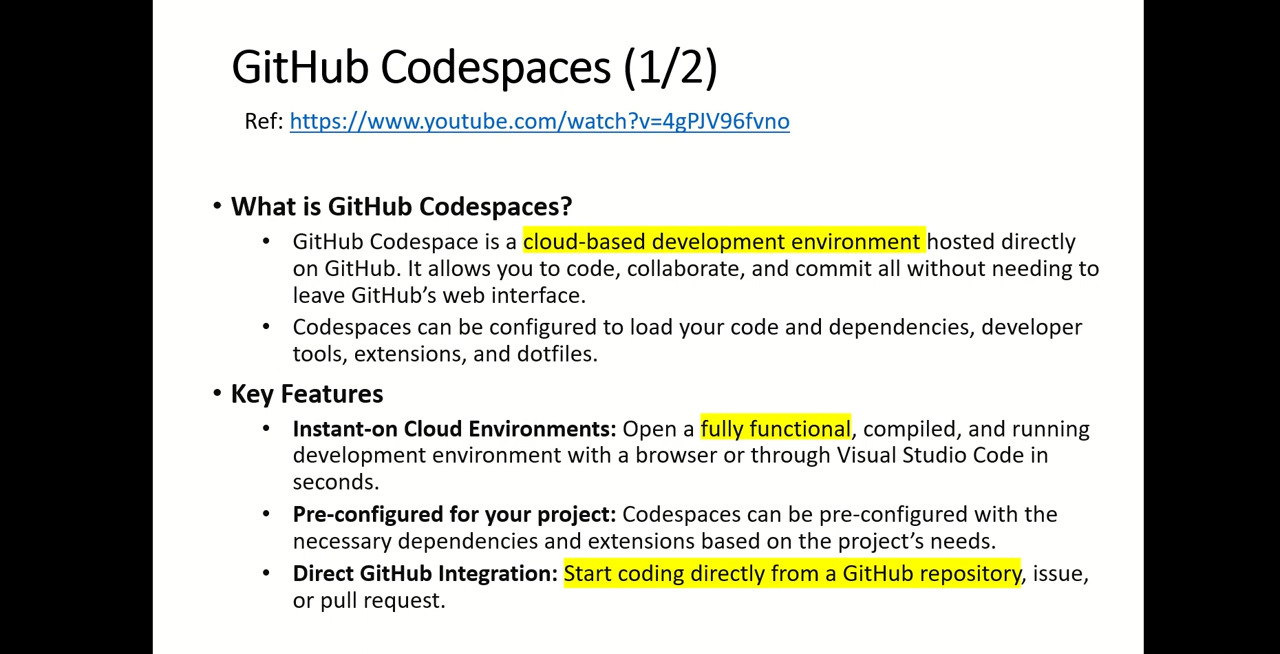 GitHub Codespaces (1/2)
Ref: https://www.youtube.com/watch?v=4gPJV96fvno
• What is GitHub Codespaces?
• GitHub Codespace is a cloud-based development environment hosted directly
on GitHub. It allows you to code, collaborate, and commit all without needing to
leave GitHub’s web interface.
• Codespaces can be configured to load your code and dependencies, developer
tools, extensions, and dotfiles.
• Key Features
• Instant-on Cloud Environments: Open a fully functional, compiled, and running
development environment with a browser or through Visual Studio Code in
seconds.
• Pre-configured for your project: Codespaces can be pre-configured with the
necessary dependencies and extensions based on the project’s needs.
• Direct GitHub Integration: Start coding directly from a GitHub repository, issue,
or pull request.